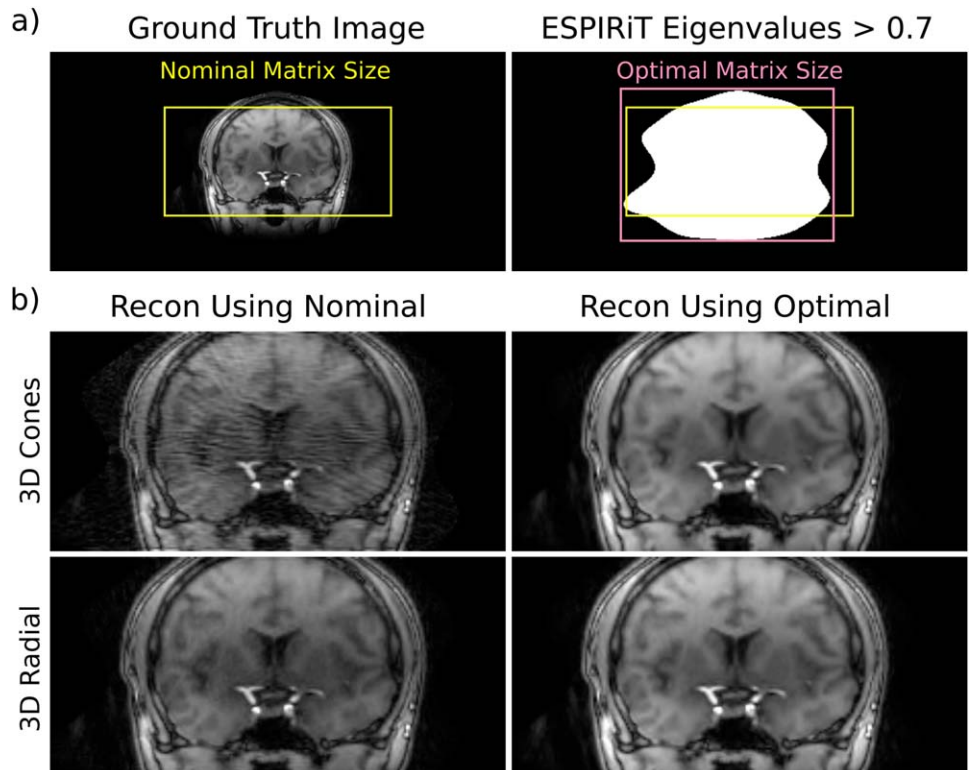 a)
Ground Truth Image
ESPIRiT Eigenvalues > 0.7
Nominal Matrix Size
Optimal Matrix Size
b)
Recon Using Nominal
Recon Using Optimal
3D Cones
3D Radial